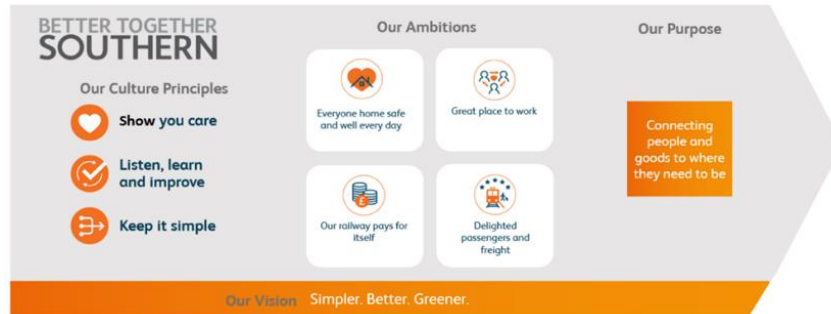 BETTER TOGETHER
SOUTHERN
Our Culture Principles
Show you care
Listen, learn
and improve
Keep it simple
Our Ambitions
Everyone home safe
and well every day
Great place to work
£
Our railway pays for
itself
Delighted
passengers and
freight
Our Purpose
Connecting
people and
goods to where
they need to be
Our Vision Simpler. Better. Greener.